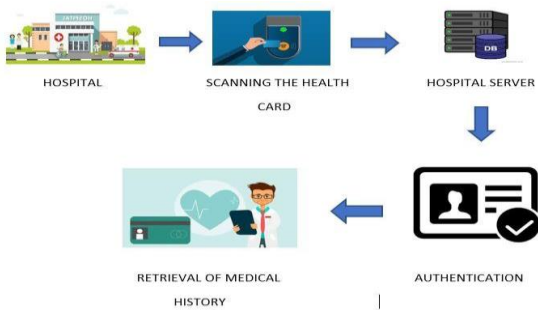 HOSPITAL
SCANNING THE HEALTH
CARD
DB
HOSPITAL SERVER
RETRIEVAL OF MEDICAL
HISTORY
AUTHENTICATION